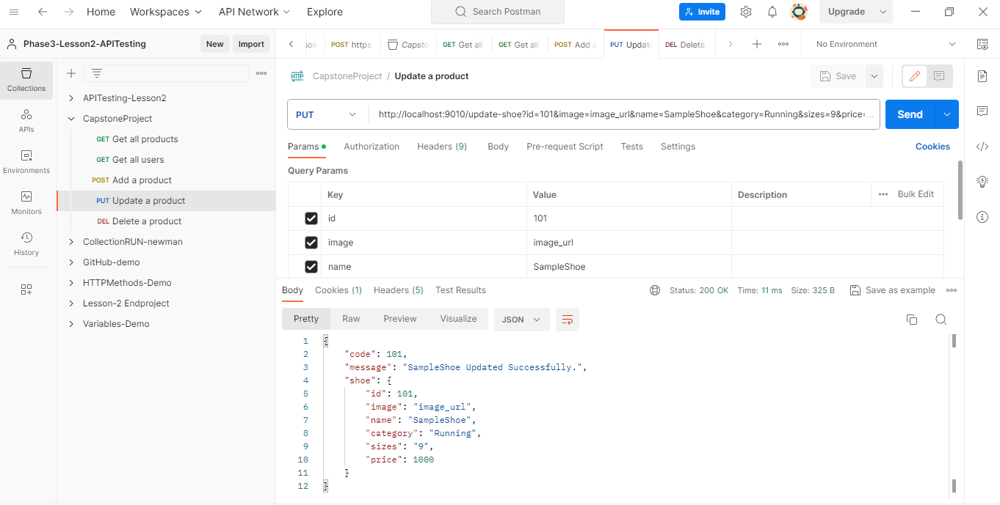 Home Workspaces API Network Explore Search Postman Invite Upgrade
Phase3-Lesson2-APITesting New Import
POST https: Capsto GET Get all GET Get all POST Add a PUT Update DEL Delete No Environment
Collections
APIs
Environments
Monitors
History
APITesting-Lesson2
CapstoneProject
GET Get all products
GET Get all users
POST Add a product
PUT Update a product
DEL Delete a product
CollectionRUN-newman
GitHub-demo
HTTPMethods-Demo
Lesson-2 Endproject
Variables-Demo
HTTP CapstoneProject / Update a product Save
PUT http://localhost:9010/update-shoe?id=101&image=image_url&name=SampleShoe&category=Running&sizes=9&price=... Send
Params Authorization Headers (9) Body Pre-request Script Tests Settings Cookies
Query Params
Key Value Description Bulk Edit
id 101
image image_url
name SampleShoe
Body Cookies (1) Headers (5) Test Results Status: 200 OK Time: 11 ms Size: 325 B Save as example
Pretty Raw Preview Visualize JSON
1 {
2 "code": 101,
3 "message": "SampleShoe Updated Successfully.",
4 "shoe": {
5 "id": 101,
6 "image": "image_url",
7 "name": "SampleShoe",
8 "category": "Running",
9 "sizes": "9",
10 "price": 1000
11 }
12 }